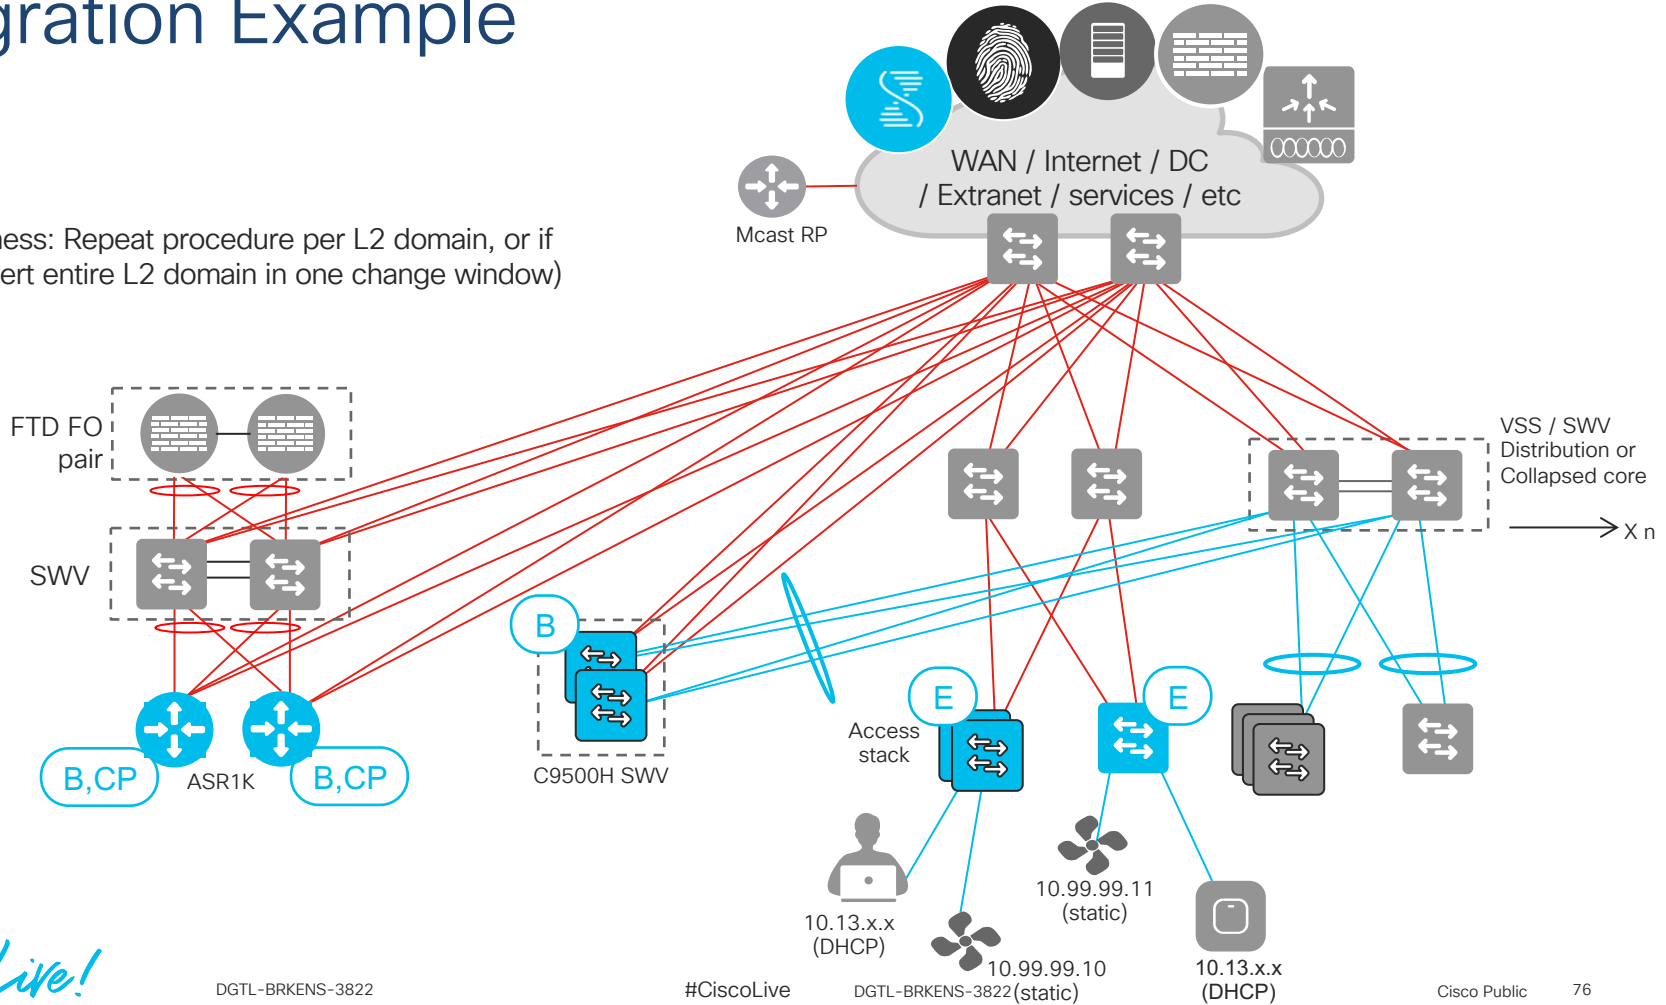 gration Example
WAN / Internet / DC
/ Extranet / services / etc
Mcast RP
ness: Repeat procedure per L2 domain, or if
ert entire L2 domain in one change window)
FTD FO
pair
VSS / SWV
Distribution or
Collapsed core
X n
SWV
B
E
E
Access
stack
B,CP
ASR1K
B,CP
C9500H SWV
10.99.99.11
(static)
10.13.x.x
(DHCP)
10.99.99.10
(static)
10.13.x.x
(DHCP)
Live!
DGTL-BRKENS-3822
#CiscoLive
DGTL-BRKENS-3822
Cisco Public
76